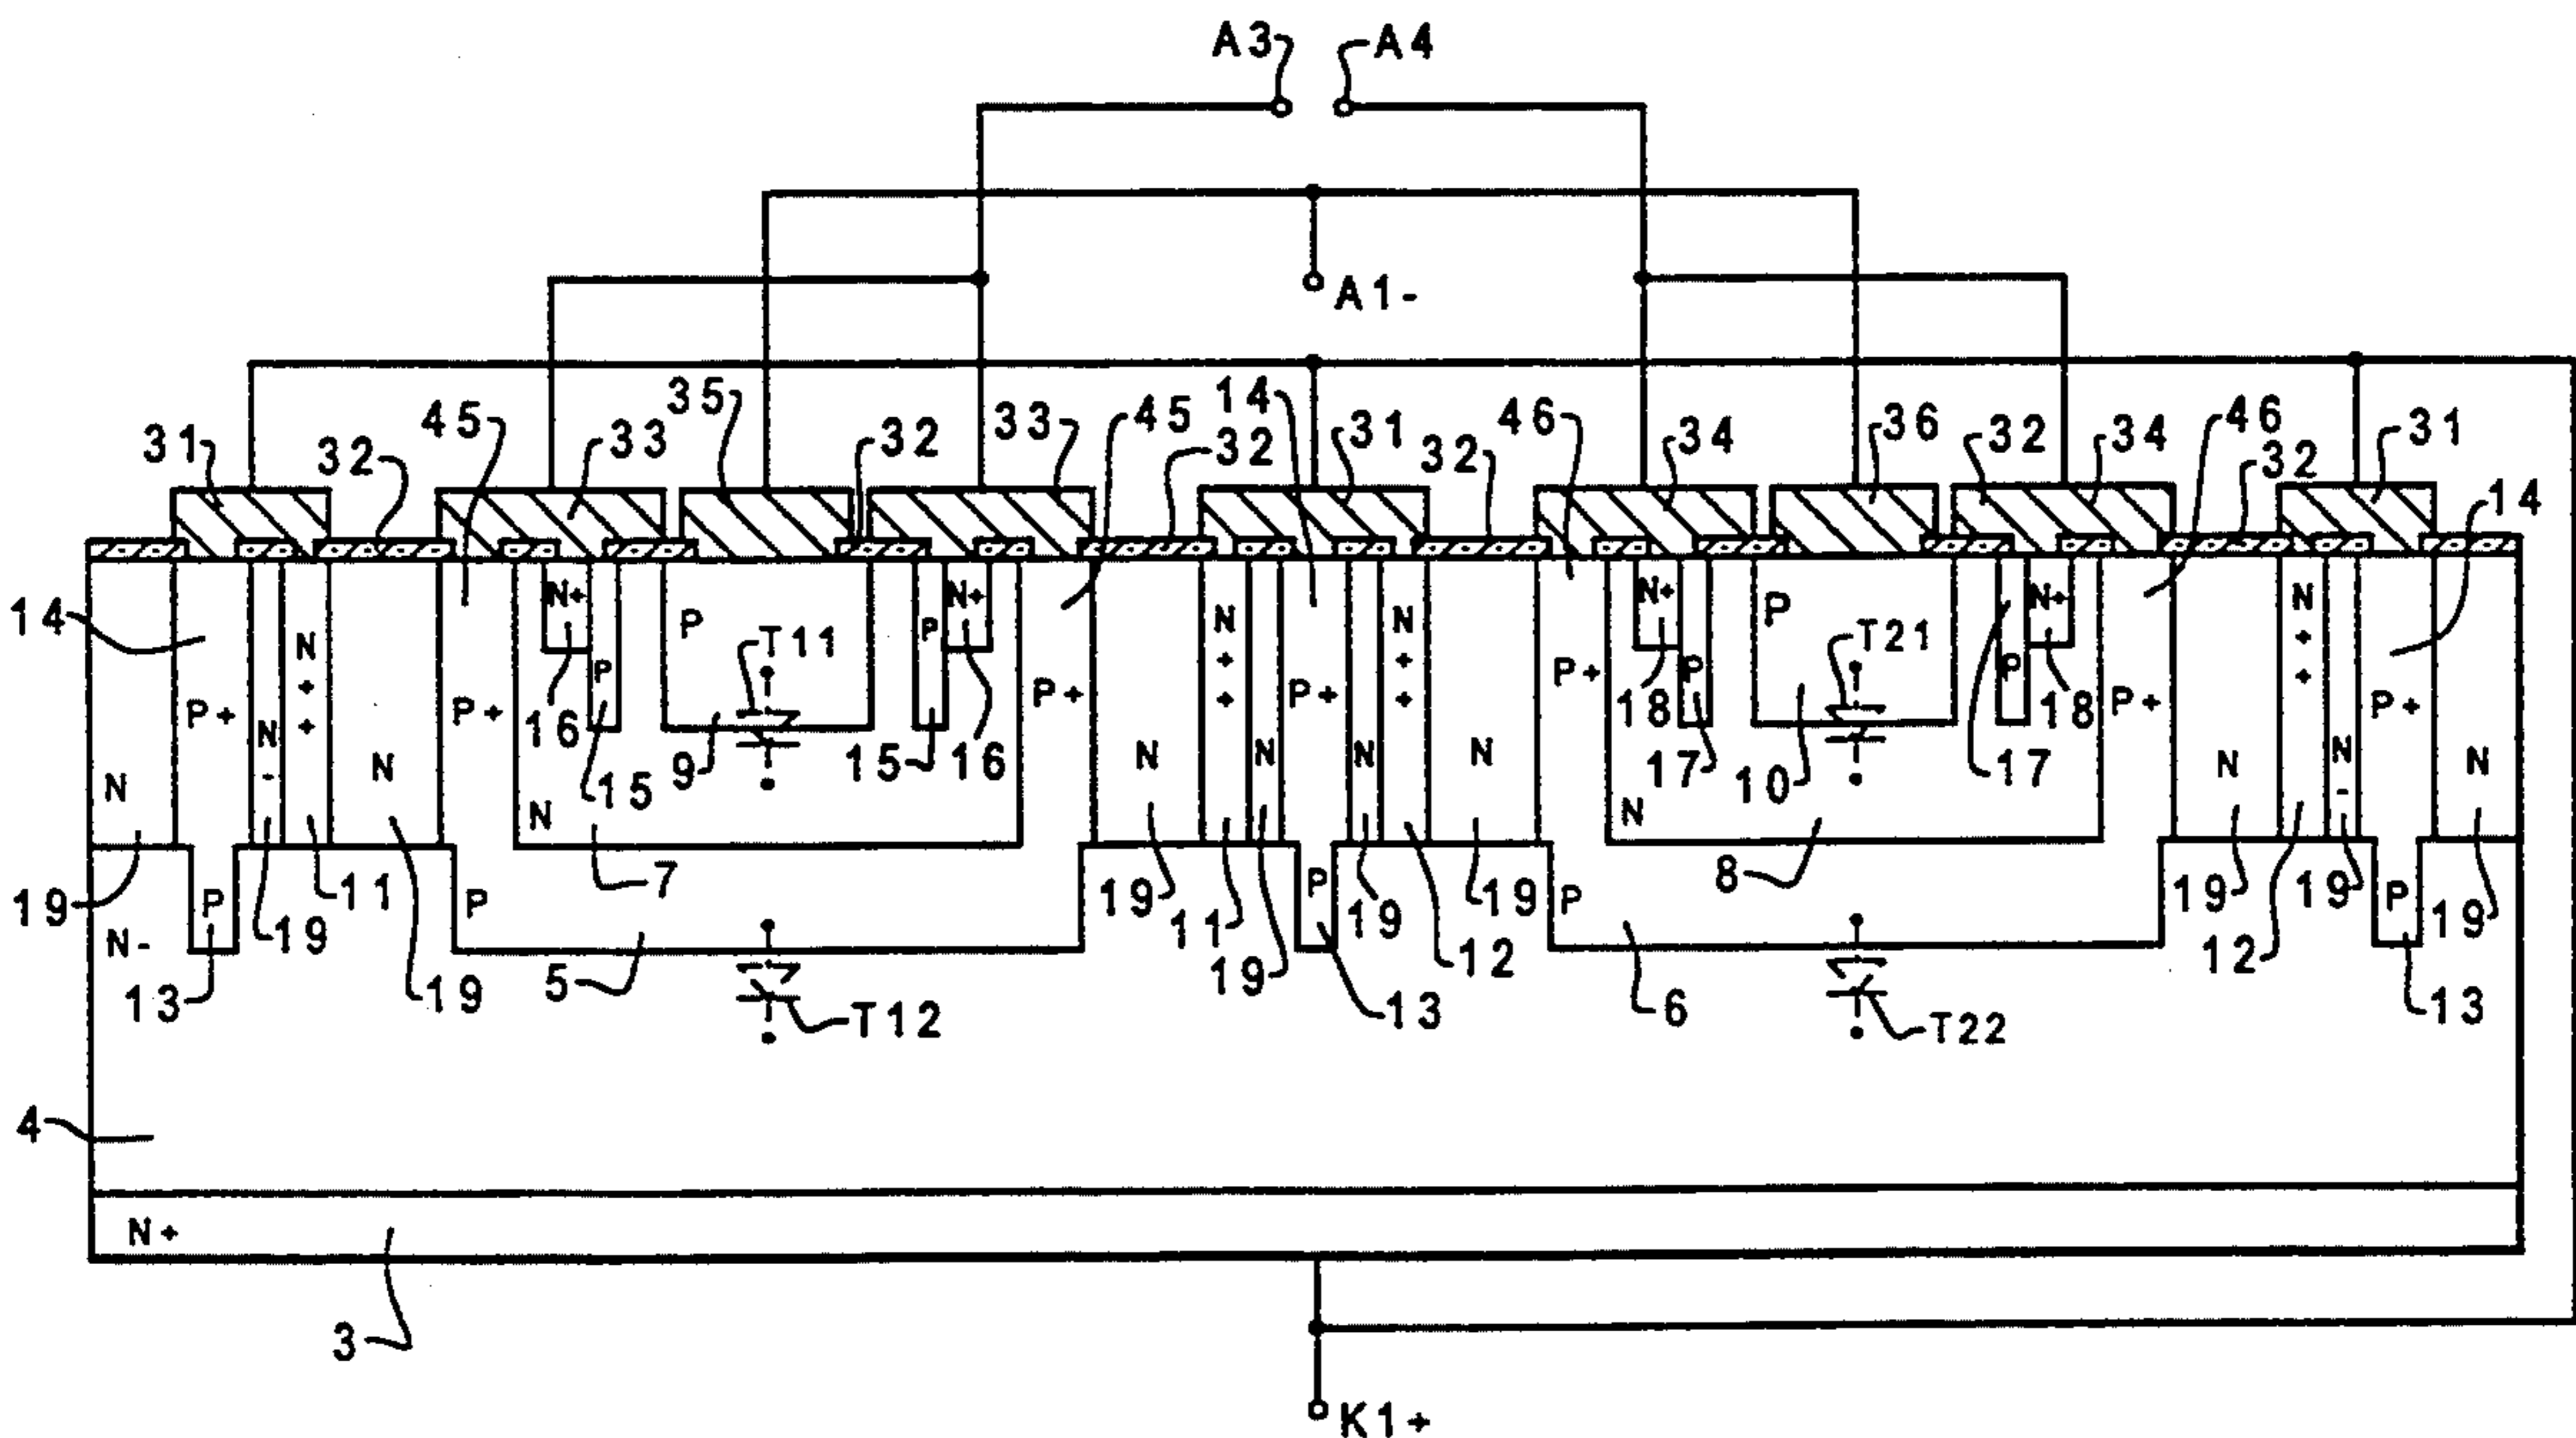 A3 A4
A1-
31 32 45 33 35 32 33 45 32 14 31 32 46 34 36 32 34 46 32 31 14
14 N+ P T11 P N+ N++ N++ N+ P T21 N+ N++
P+ N- N++ N P+ 16 P 15 9 15 16 P+ N N N P+ N N P+ 18 P 17 10 P 17 18 P+ N N- P+ N
N N
19 P 13 19 11 19 P 7 19 11 19 P 19 12 19 P 8 19 12 19 P 19
N- 5 T12 13 6 T22 13
4
N+
3
K1+